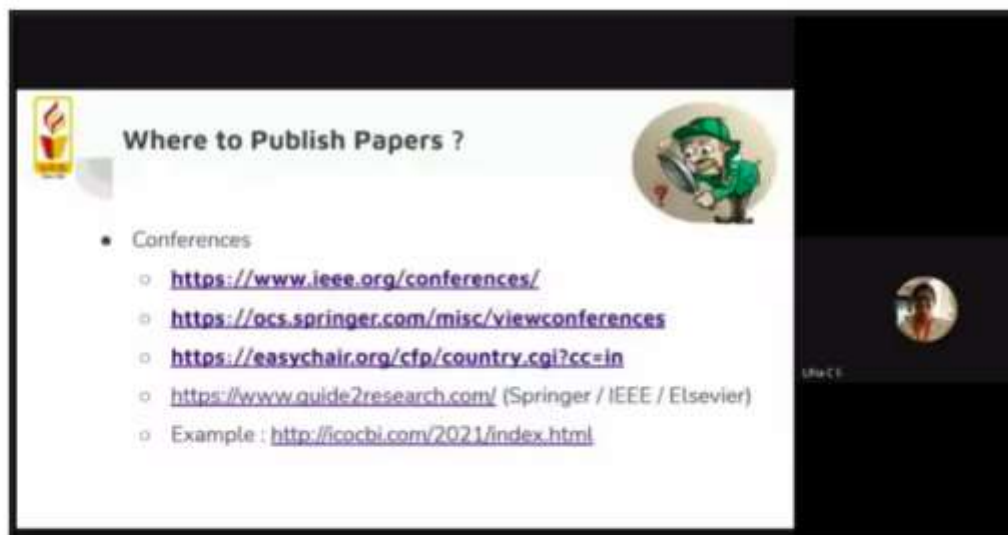 Where to Publish Papers ?
?
● Conferences
○ https://www.ieee.org/conferences/
○ https://ocs.springer.com/misc/viewconferences
○ https://easychair.org/cfp/country.cgi?cc=in
○ https://www.guide2research.com/ (Springer / IEEE / Elsevier)
○ Example : http://icocbi.com/2021/index.html